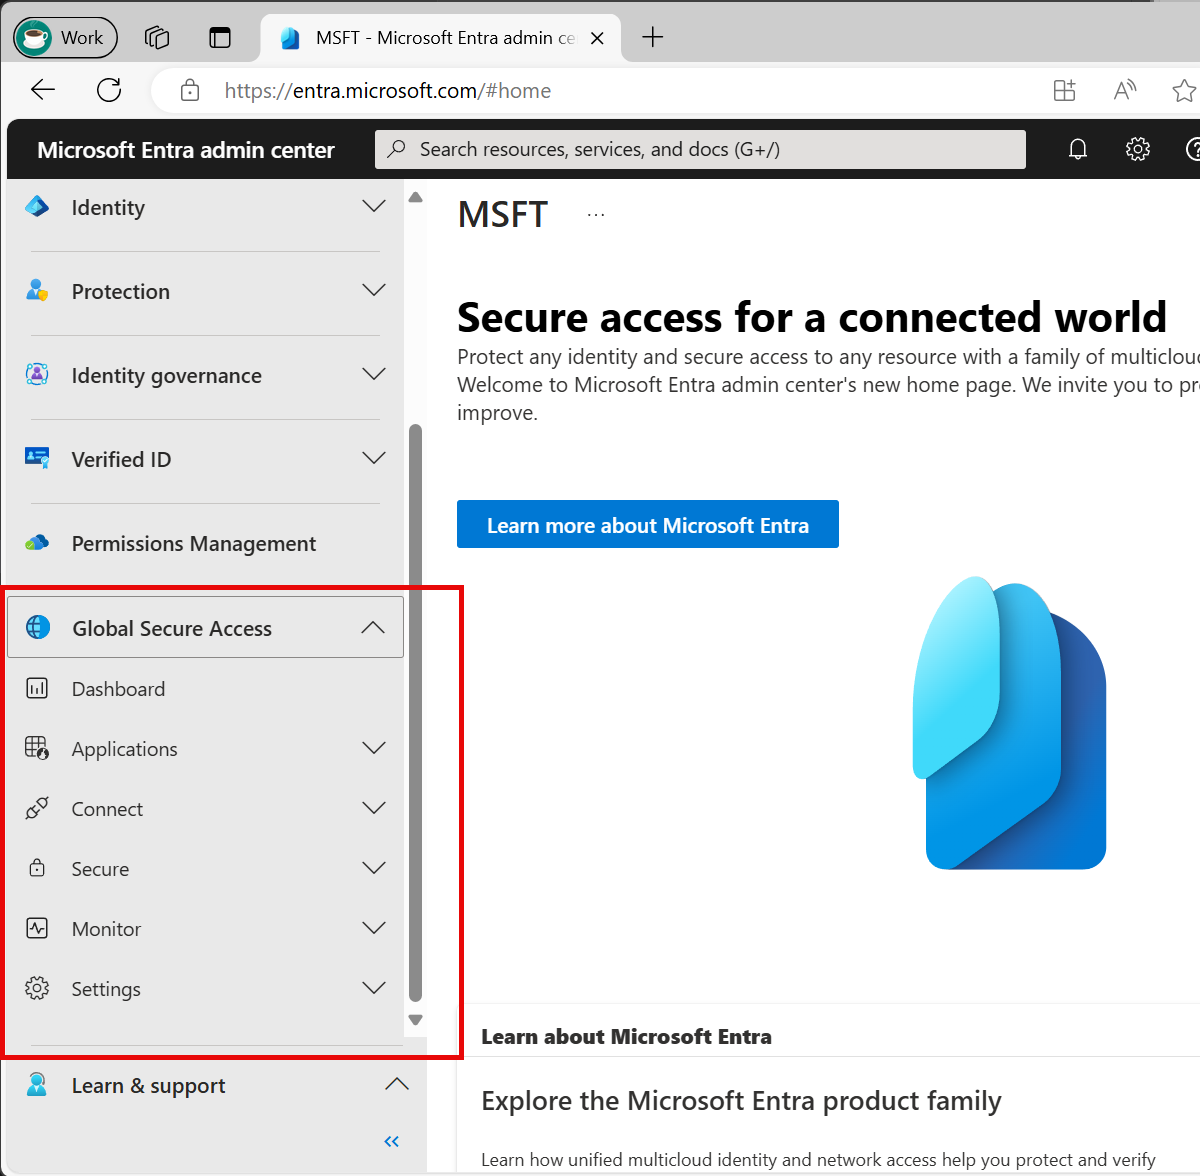 Work
MSFT - Microsoft Entra admin ce
https://entra.microsoft.com/#home
Microsoft Entra admin center
Search resources, services, and docs (G+/)
Identity
Protection
Identity governance
Verified ID
Permissions Management
Global Secure Access
Dashboard
Applications
Connect
Secure
Monitor
Settings
Learn & support
MSFT
...
Secure access for a connected world
Protect any identity and secure access to any resource with a family of multiclou
Welcome to Microsoft Entra admin center's new home page. We invite you to pr
improve.
Learn more about Microsoft Entra
Learn about Microsoft Entra
Explore the Microsoft Entra product family
Learn how unified multicloud identity and network access help you protect and verify